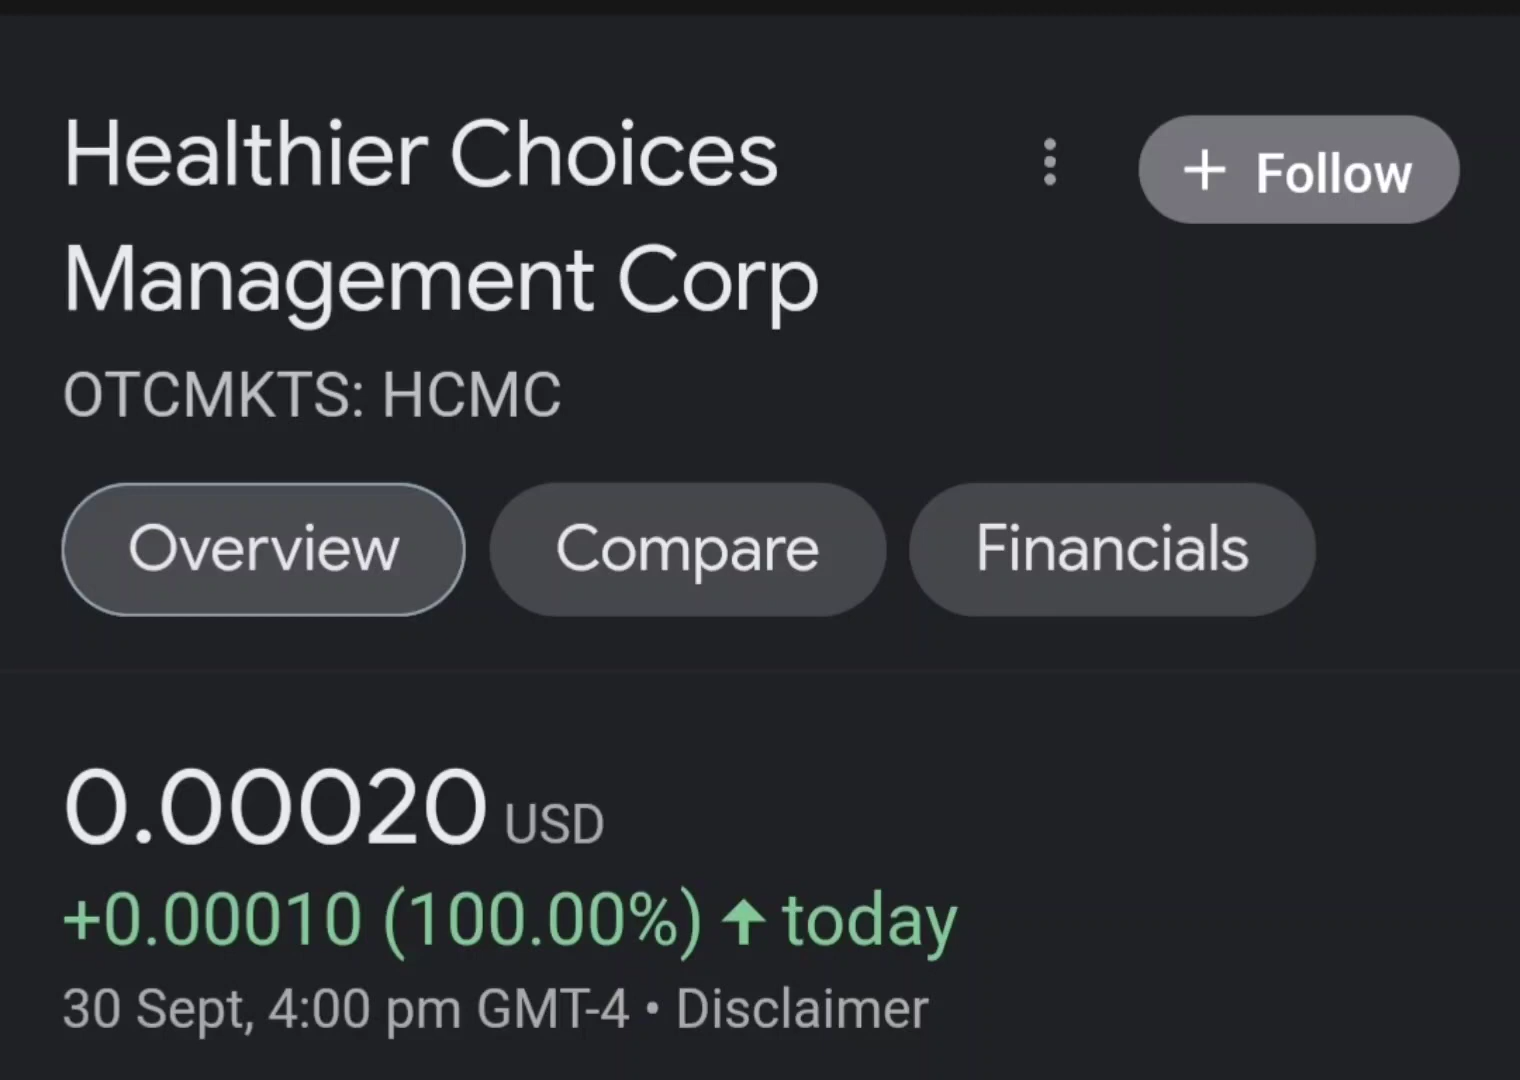 Healthier Choices
+ Follow
Management Corp
OTCMKTS: HCMC
Overview
Compare
Financials
0.00020 USD
+0.00010 (100.00%) ↑ today
30 Sept, 4:00 pm GMT-4 • Disclaimer